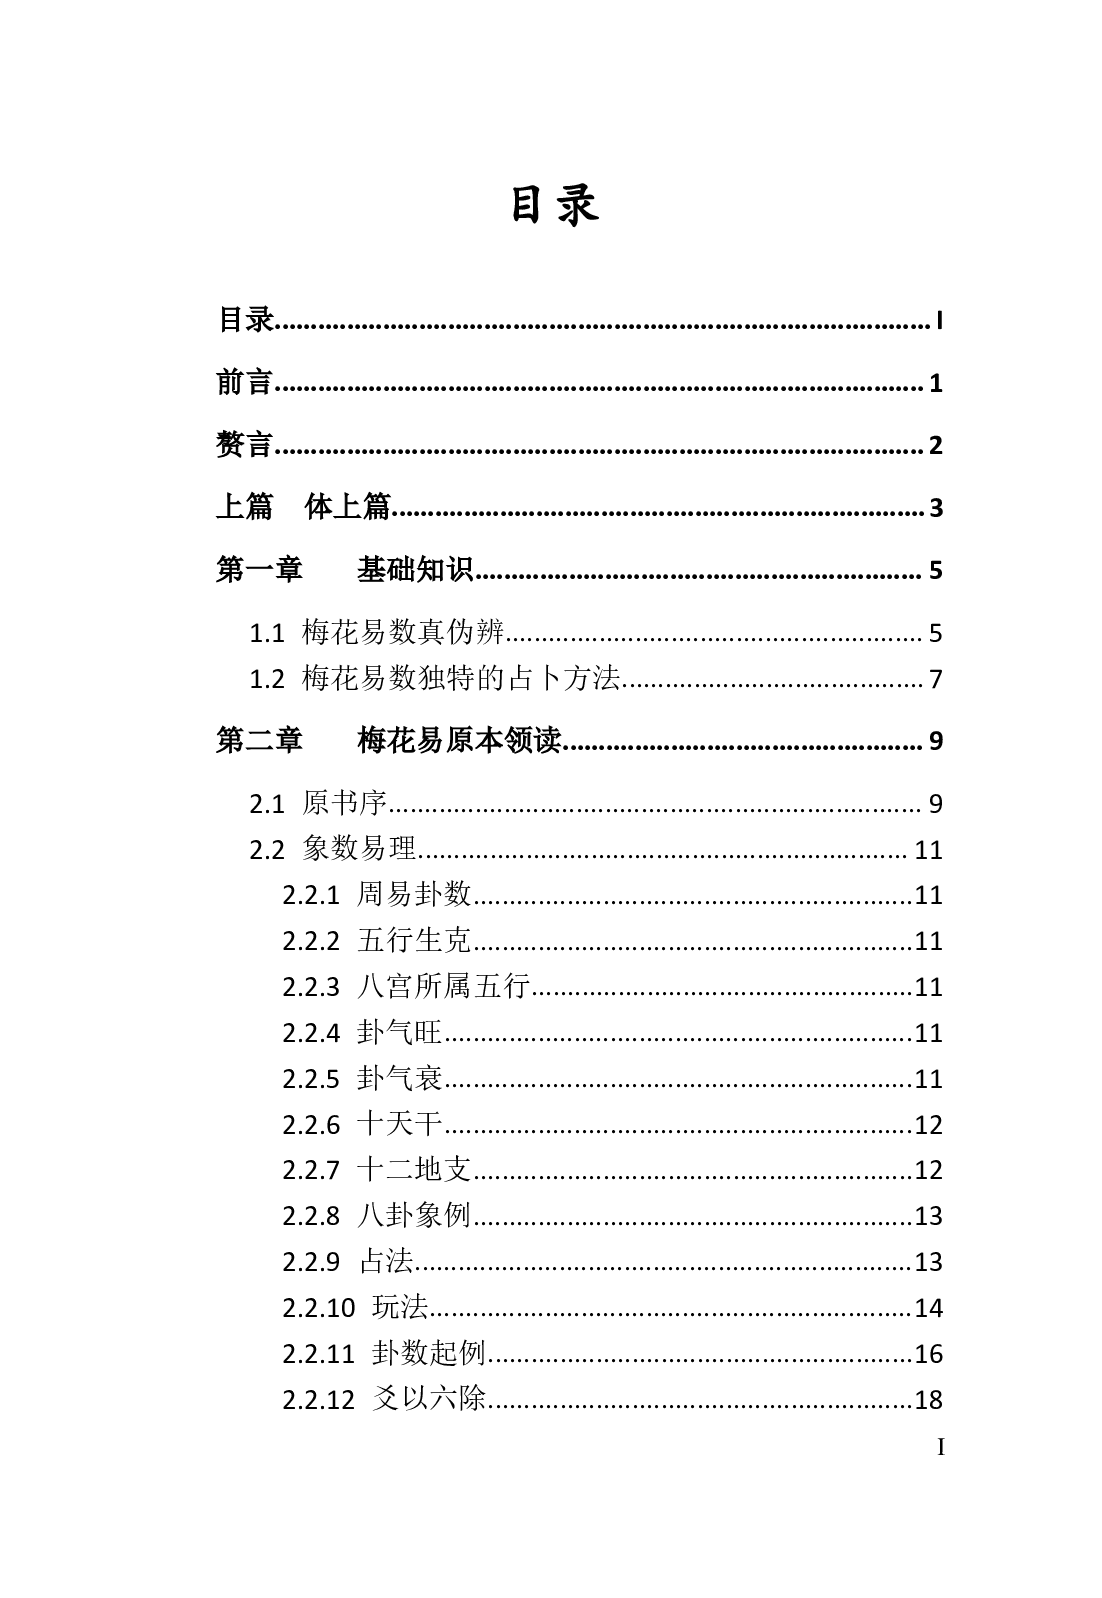 目录
目录 I
前言 1
赘言 2
上篇 体上篇 3
第一章 基础知识 5
1.1 梅花易数真伪辨 5
1.2 梅花易数独特的占卜方法 7
第二章 梅花易原本领读 9
2.1 原书序 9
2.2 象数易理 11
2.2.1 周易卦数 11
2.2.2 五行生克 11
2.2.3 八宫所属五行 11
2.2.4 卦气旺 11
2.2.5 卦气衰 11
2.2.6 十天干 12
2.2.7 十二地支 12
2.2.8 八卦象例 13
2.2.9 占法 13
2.2.10 玩法 14
2.2.11 卦数起例 16
2.2.12 爻以六除 18
I